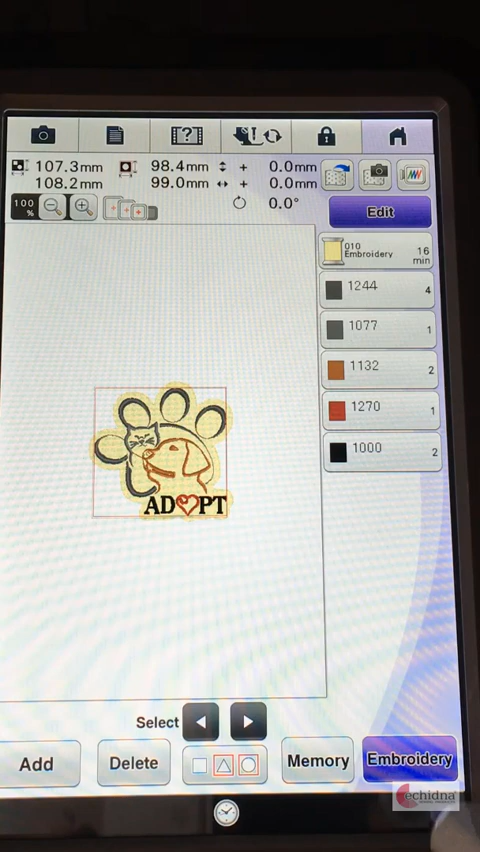 107.3mm 98.4mm + 0.0mm
108.2mm 99.0mm + 0.0mm
100 % 0.0°
Edit
010 Embroidery 16 min
1244 4
1077 1
1132 2
1270 1
1000 2
ADOPT
Select
Add Delete Memory Embroidery
echidna